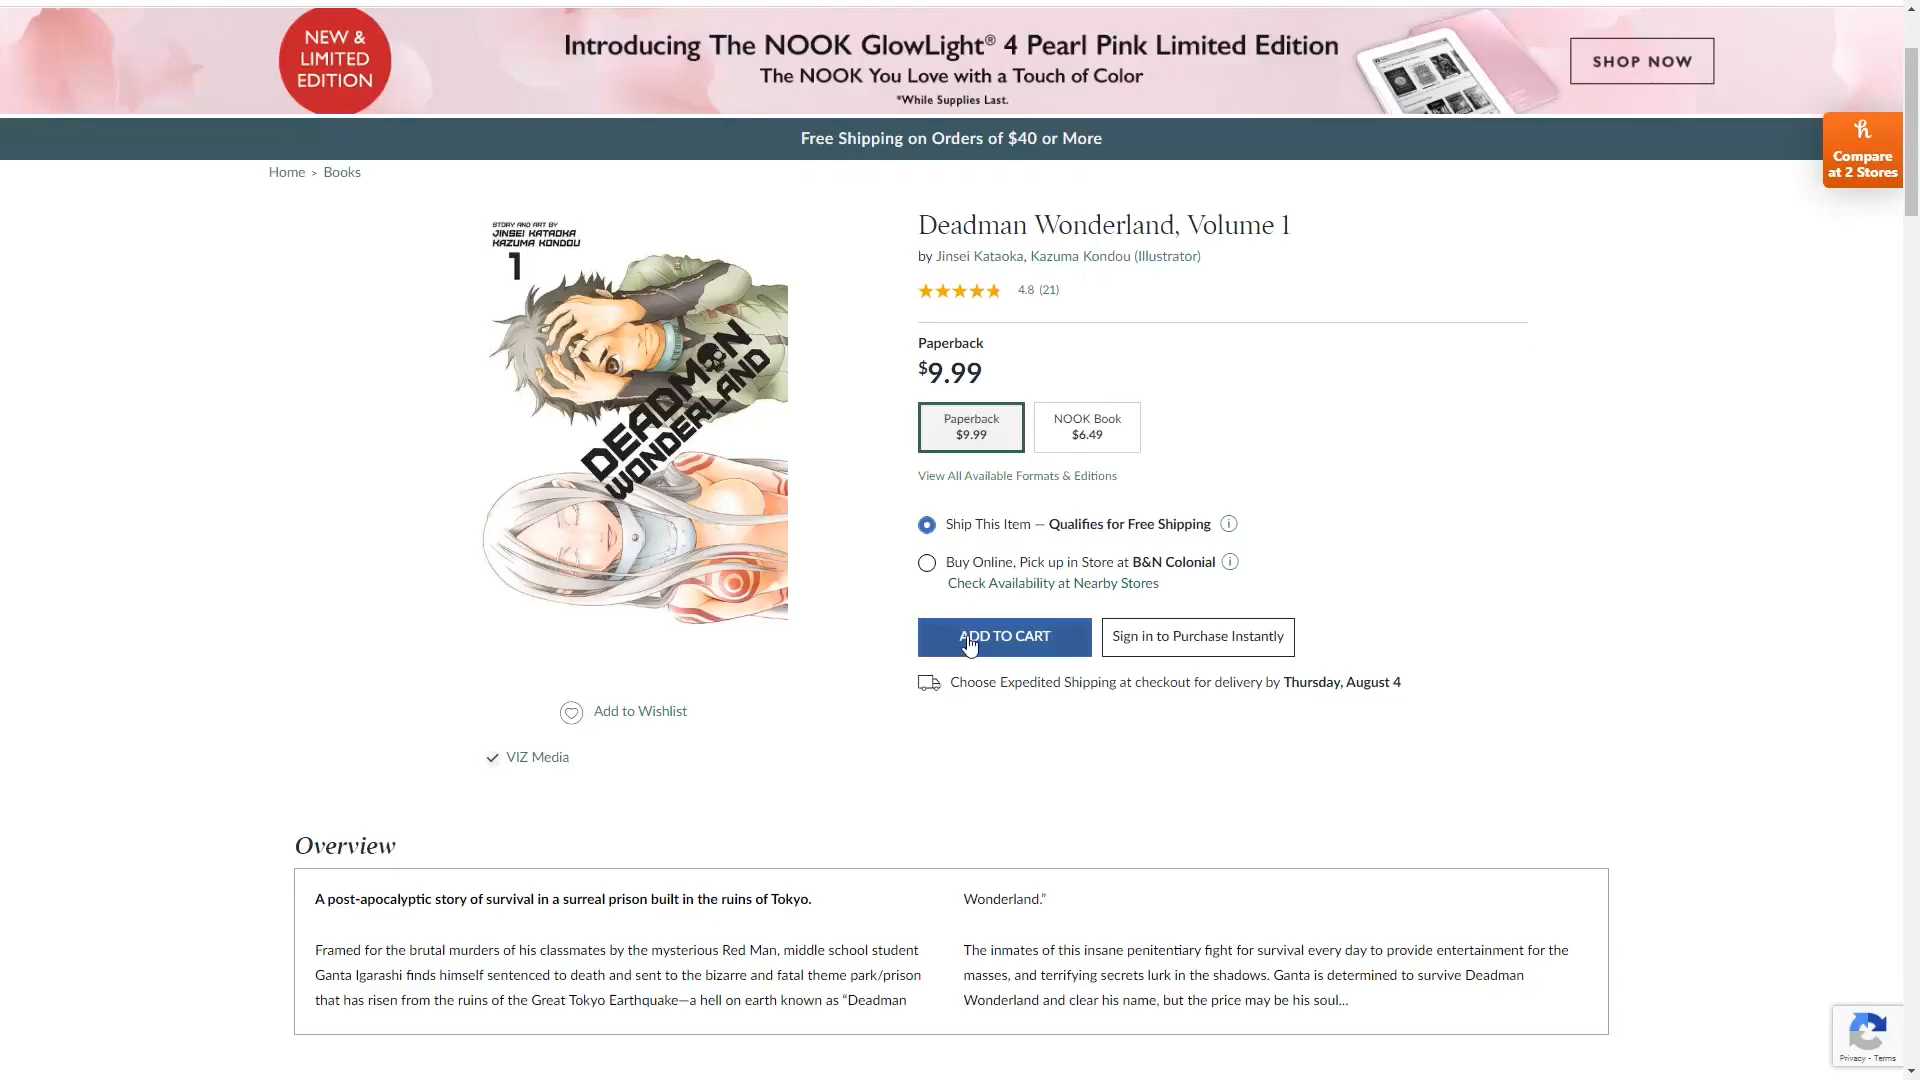 NEW &
LIMITED
EDITION
Introducing The NOOK GlowLight® 4 Pearl Pink Limited Edition
The NOOK You Love with a Touch of Color
*While Supplies Last.
SHOP NOW
Free Shipping on Orders of $40 or More
Compare
at 2 Stores
Home > Books
STORY AND ART BY
JINSEI KATAOKA
KAZUMA KONDOU
1
DEADMAN
WONDERLAND
Deadman Wonderland, Volume 1
by Jinsei Kataoka, Kazuma Kondou (Illustrator)
4.8 (21)
Paperback
$9.99
Paperback
$9.99
NOOK Book
$6.49
View All Available Formats & Editions
Ship This Item — Qualifies for Free Shipping
Buy Online, Pick up in Store at B&N Colonial
Check Availability at Nearby Stores
ADD TO CART
Sign in to Purchase Instantly
Choose Expedited Shipping at checkout for delivery by Thursday, August 4
Add to Wishlist
VIZ Media
Overview
A post-apocalyptic story of survival in a surreal prison built in the ruins of Tokyo.
Framed for the brutal murders of his classmates by the mysterious Red Man, middle school student
Ganta Igarashi finds himself sentenced to death and sent to the bizarre and fatal theme park/prison
that has risen from the ruins of the Great Tokyo Earthquake—a hell on earth known as “Deadman
Wonderland.”
The inmates of this insane penitentiary fight for survival every day to provide entertainment for the
masses, and terrifying secrets lurk in the shadows. Ganta is determined to survive Deadman
Wonderland and clear his name, but the price may be his soul...
Privacy - Terms